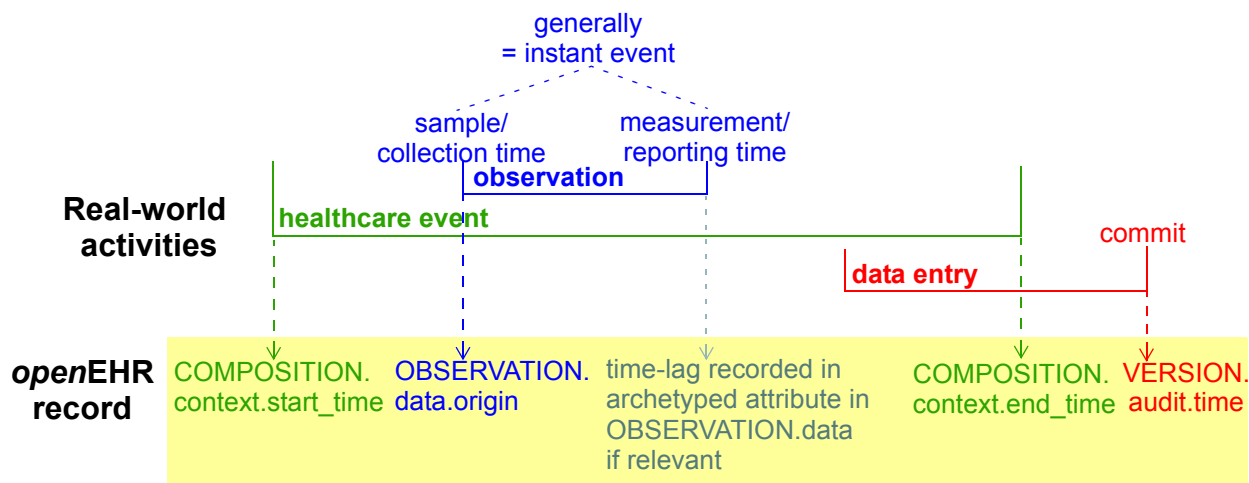 generally
= instant event
sample/
collection time
measurement/
reporting time
observation
Real-world
activities
healthcare event
commit
data entry
openEHR
record
COMPOSITION.
context.start_time
OBSERVATION.
data.origin
time-lag recorded in
archetyped attribute in
OBSERVATION.data
if relevant
COMPOSITION.
context.end_time
VERSION.
audit.time